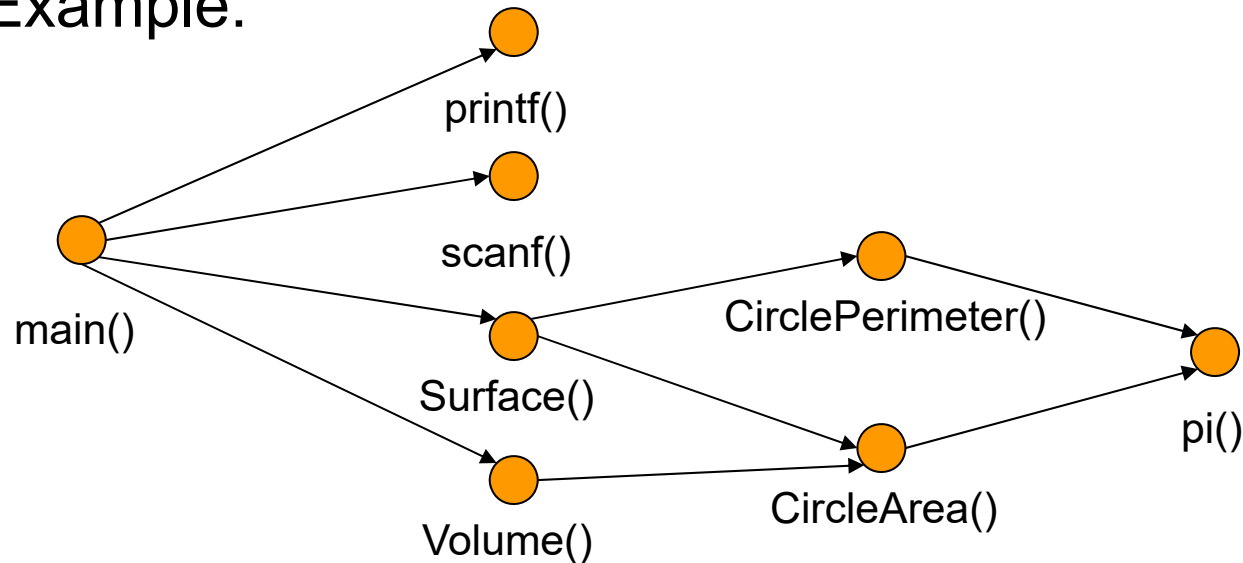 Example:
printf()
scanf()
main()
CirclePerimeter()
Surface()
pi()
CircleArea()
Volume()